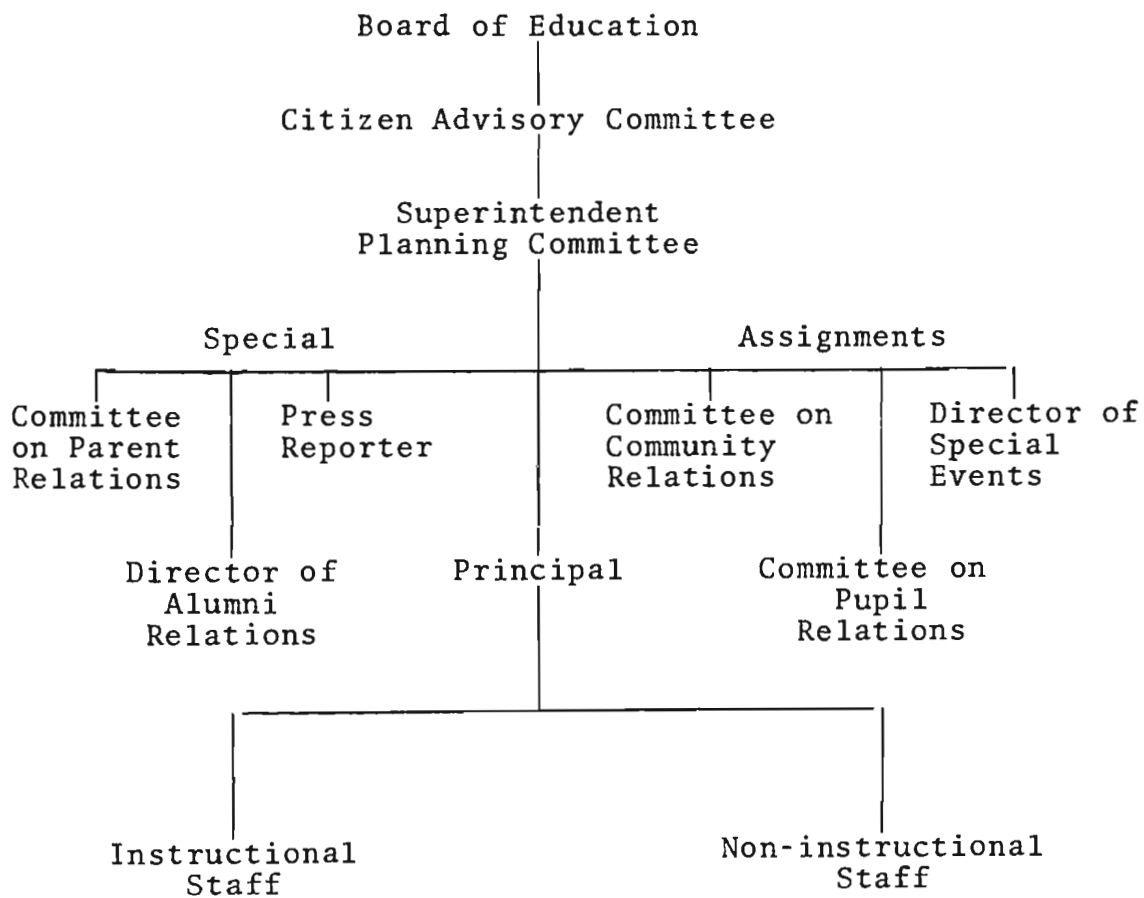 Board of Education
Citizen Advisory Committee
Superintendent
Planning Committee
Special
Assignments
Committee
on Parent
Relations
Press
Reporter
Committee on
Community
Relations
Director of
Special
Events
Director of
Alumni
Relations
Principal
Committee on
Pupil
Relations
Instructional
Staff
Non-instructional
Staff